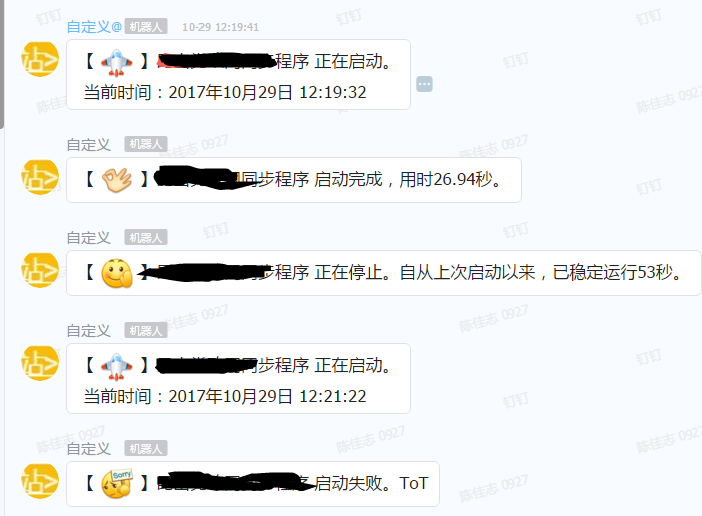 自定义@ 机器人 10-29 12:19:41
【 】 同步程序 正在启动。
当前时间：2017年10月29日 12:19:32
自定义 机器人
【 】 同步程序 启动完成，用时26.94秒。
自定义 机器人
【 】 同步程序 正在停止。自从上次启动以来，已稳定运行53秒。
自定义 机器人
【 】 同步程序 正在启动。
当前时间：2017年10月29日 12:21:22
自定义 机器人
【 Sorry 】 程序 启动失败。ToT
钉钉
陈佳志 0927